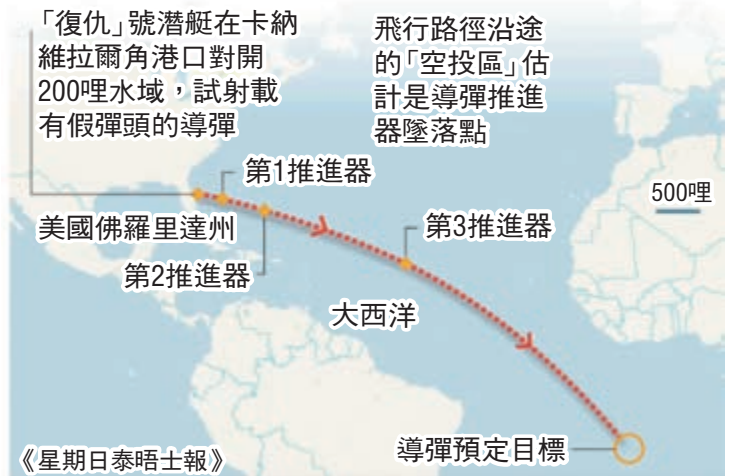 「復仇」號潛艇在卡納
維拉爾角港口對開
200哩水域，試射載
有假彈頭的導彈
飛行路徑沿途
的「空投區」估
計是導彈推進
器墜落點
第1推進器
500哩
美國佛羅里達州
第3推進器
第2推進器
大西洋
導彈預定目標
《星期日泰晤士報》